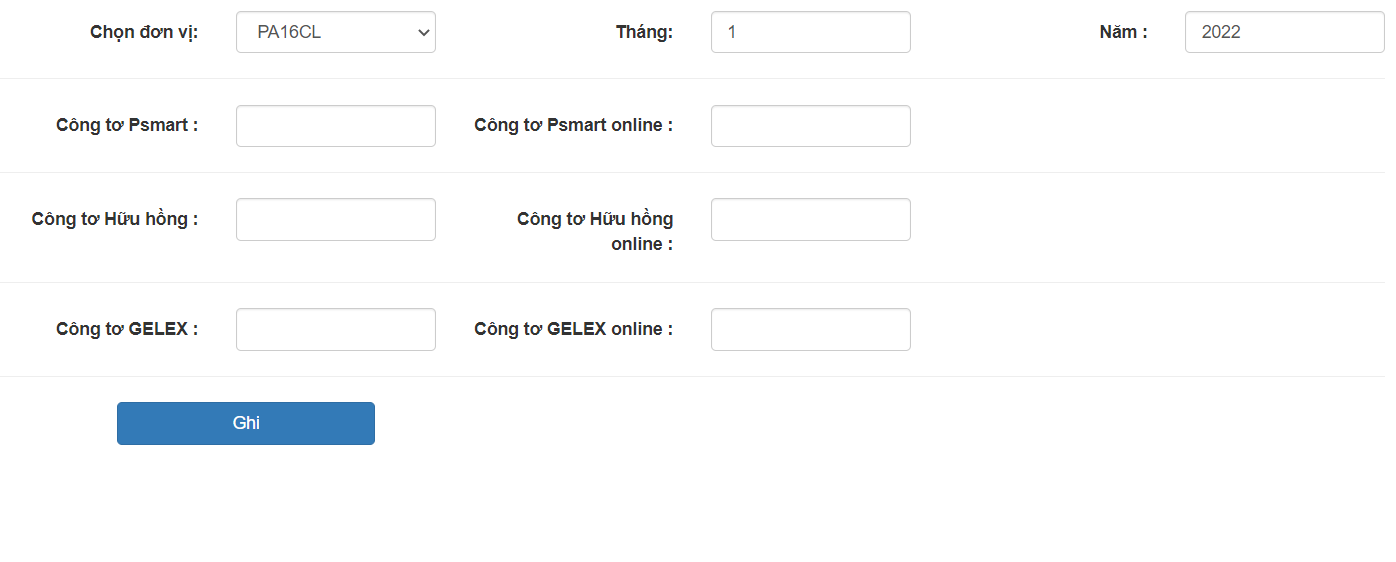 Chọn đơn vị: PA16CL Tháng: 1 Năm : 2022
Công tơ Psmart : Công tơ Psmart online :
Công tơ Hữu hồng : Công tơ Hữu hồng
online :
Công tơ GELEX : Công tơ GELEX online :
Ghi